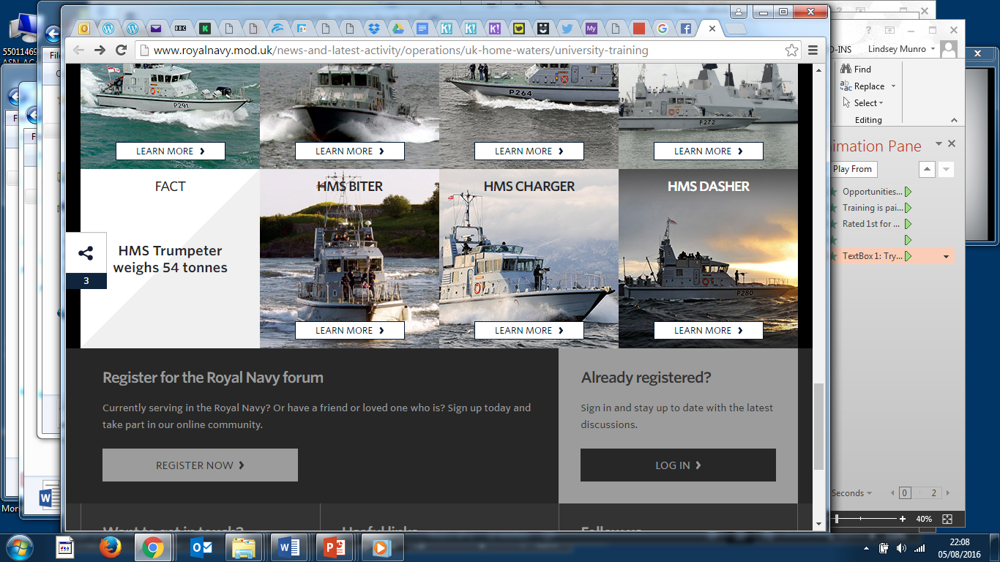 55011469
BBC
My
www.royalnavy.mod.uk/news-and-latest-activity/operations/uk-home-waters/university-training
P291
P264
P272
LEARN MORE
LEARN MORE
LEARN MORE
LEARN MORE
FACT
HMS Trumpeter
weighs 54 tonnes
3
HMS BITER
HMS CHARGER
HMS DASHER
P280
LEARN MORE
LEARN MORE
LEARN MORE
Register for the Royal Navy forum
Currently serving in the Royal Navy? Or have a friend or loved one who is? Sign up today and
take part in our online community.
REGISTER NOW
Already registered?
Sign in and stay up to date with the latest
discussions.
LOG IN
D-INS
Lindsey Munro
Find
Replace
Select
Editing
imation Pane
Play From
Opportunities...
Training is pai...
Rated 1st for ...
TextBox 1: Try...
Seconds
0
2
40%
Mor
22:08
05/08/2016